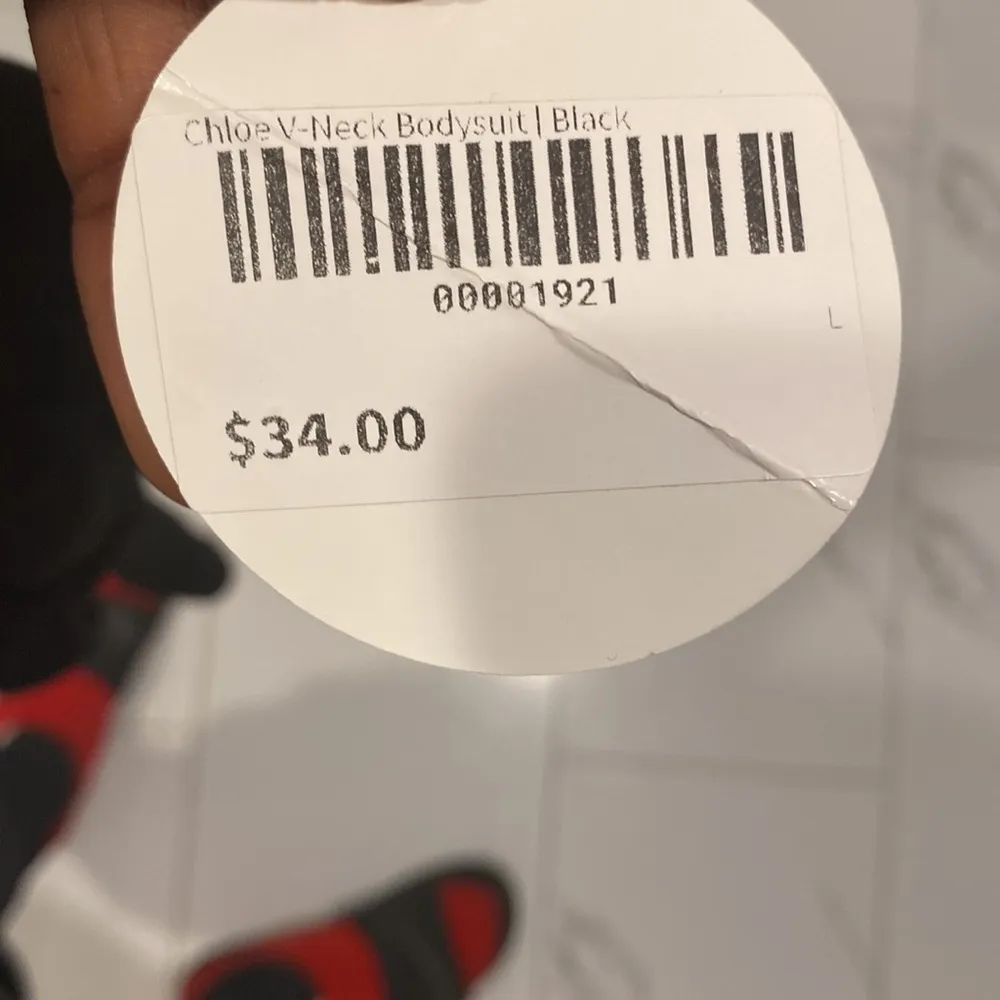 Chloe V-Neck Bodysuit | Black
00001921
L
$34.00